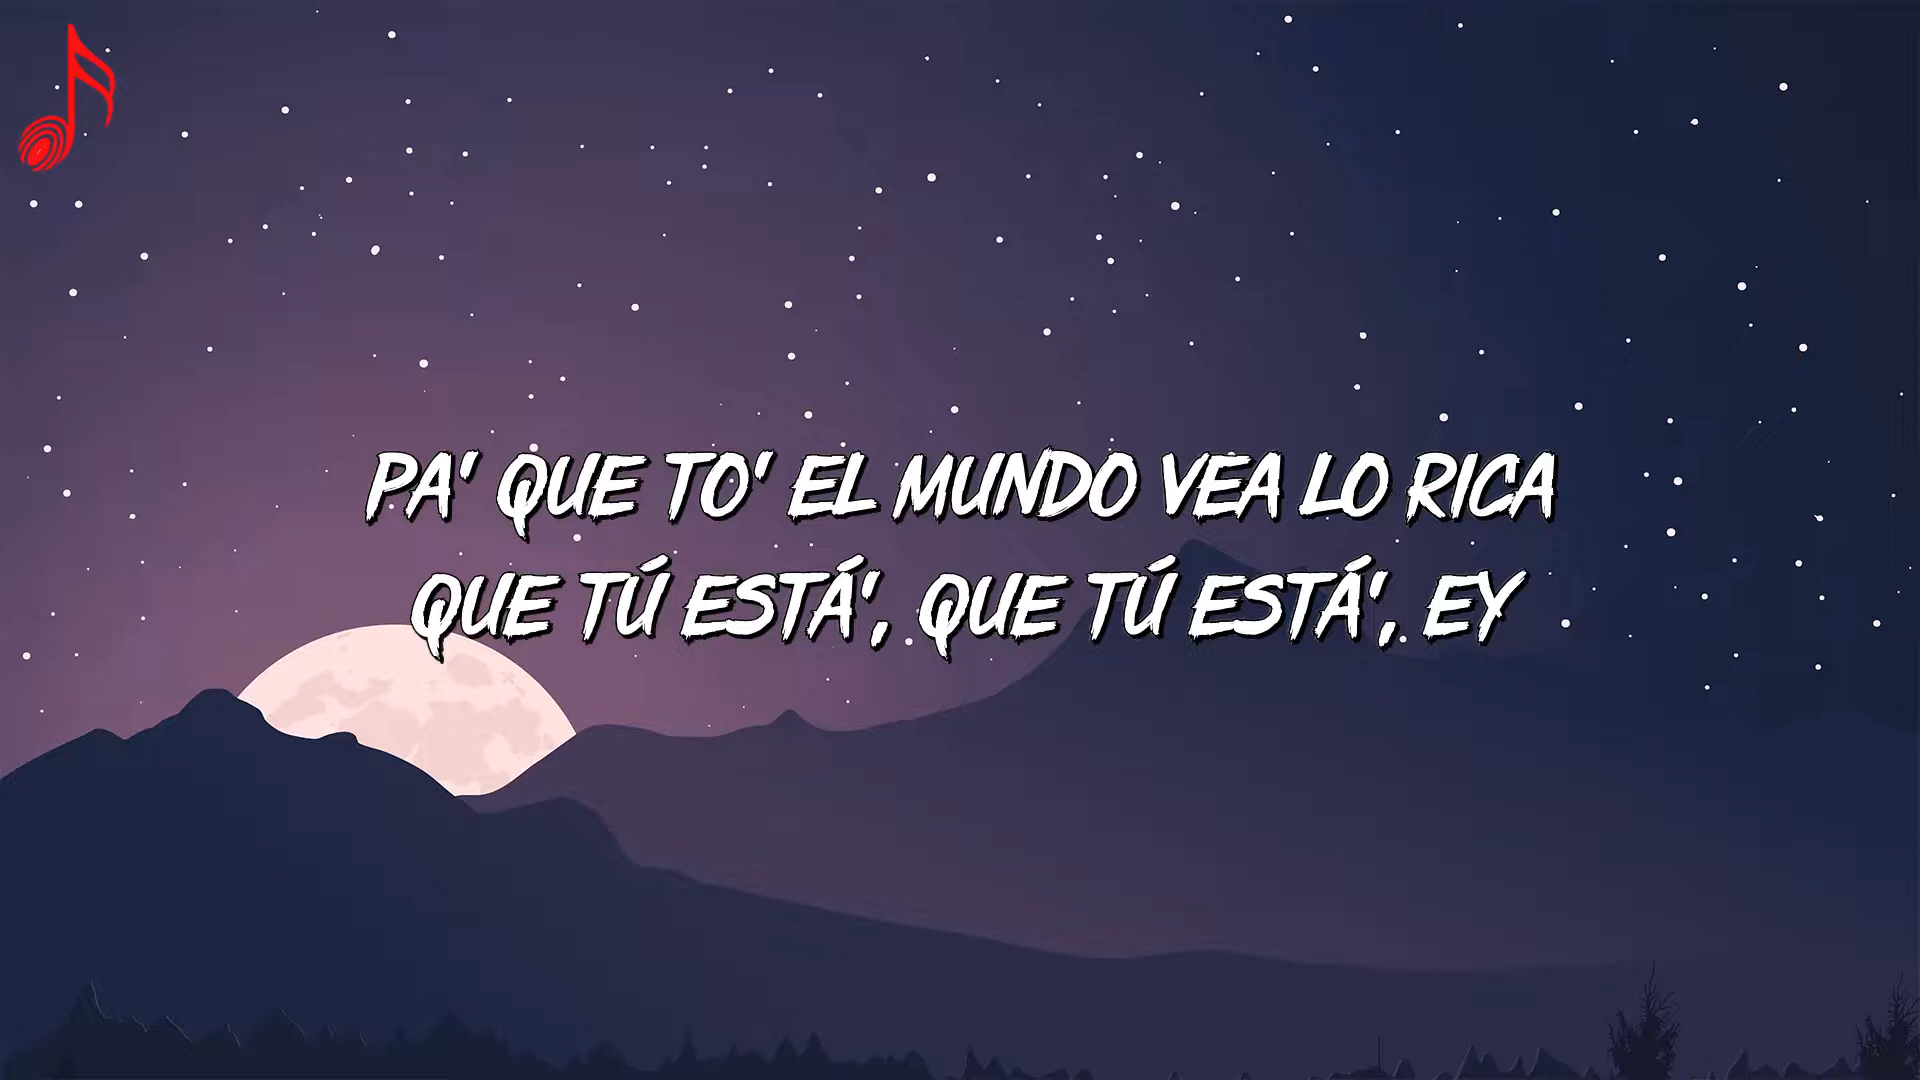 PA' QUE TO' EL MUNDO VEA LO RICA
QUE TÚ ESTÁ', QUE TÚ ESTÁ', EY